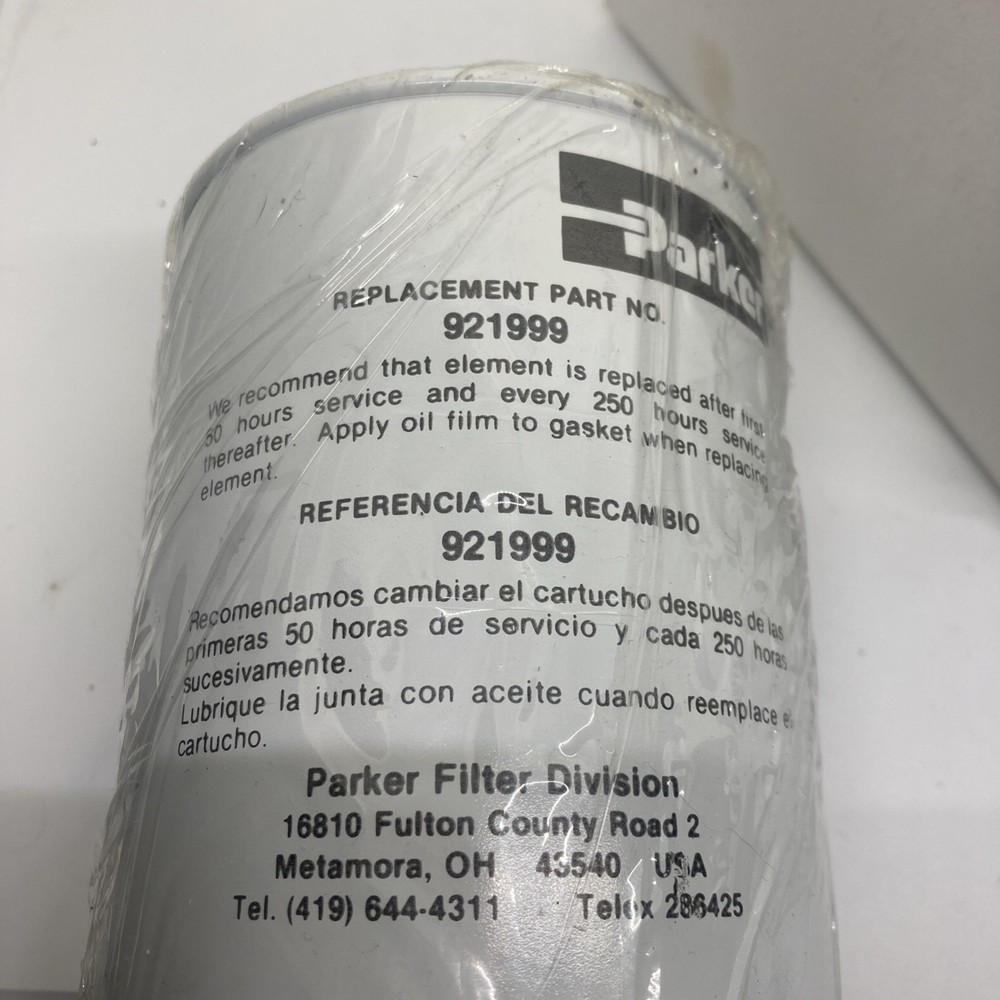 Parker
REPLACEMENT PART NO.
921999
We recommend that element is replaced after first
50 hours service and every 250 hours service
thereafter. Apply oil film to gasket when replacing
element.
REFERENCIA DEL RECAMBIO
921999
Recomendamos cambiar el cartucho despues de las
primeras 50 horas de servicio y cada 250 horas
sucesivamente.
Lubrique la junta con aceite cuando reemplace el
cartucho.
Parker Filter Division
16810 Fulton County Road 2
Metamora, OH 43540 USA
Tel. (419) 644-4311 Telex 286425